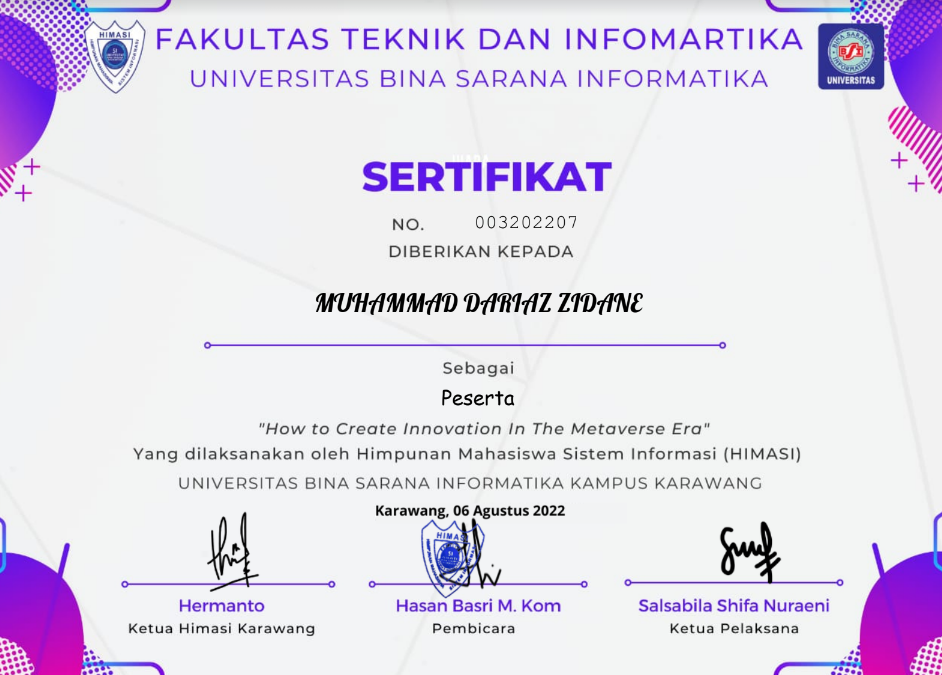 HIMASI
FAKULTAS TEKNIK DAN INFOMARTIKA
UNIVERSITAS BINA SARANA INFORMATIKA
BINA SARANA INFORMATIKA
BSI
UNIVERSITAS
SERTIFIKAT
NO. 003202207
DIBERIKAN KEPADA
MUHAMMAD DARIAZ ZIDANE
Sebagai
Peserta
"How to Create Innovation In The Metaverse Era"
Yang dilaksanakan oleh Himpunan Mahasiswa Sistem Informasi (HIMASI)
UNIVERSITAS BINA SARANA INFORMATIKA KAMPUS KARAWANG
Karawang, 06 Agustus 2022
HIMASI
Hermanto
Ketua Himasi Karawang
Hasan Basri M. Kom
Pembicara
Salsabila Shifa Nuraeni
Ketua Pelaksana